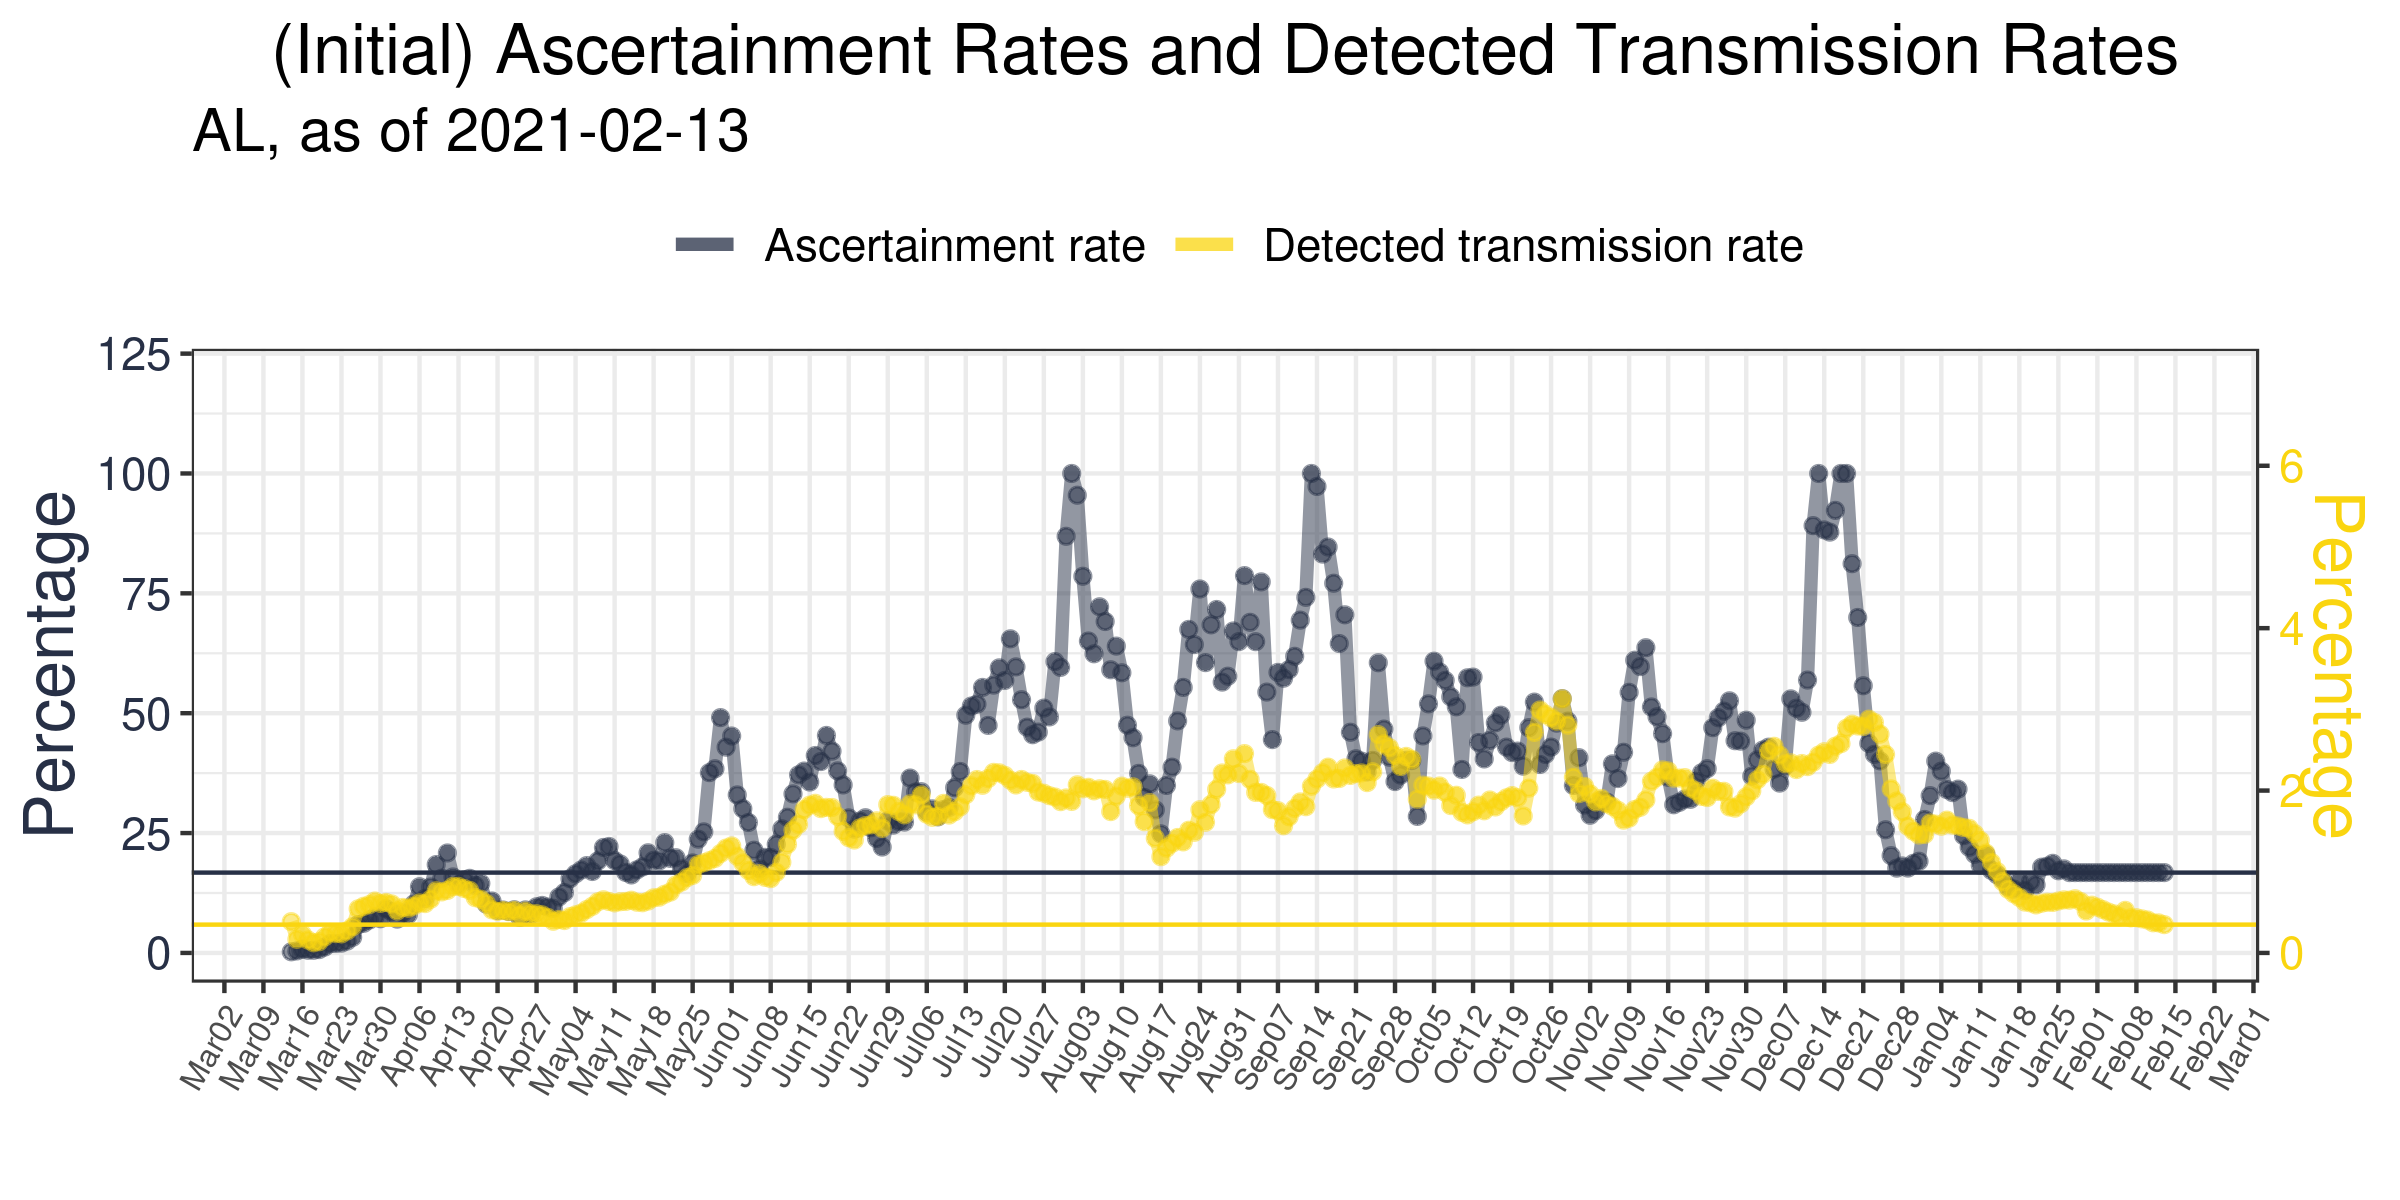 (Initial) Ascertainment Rates and Detected Transmission Rates
AL, as of 2021-02-13
Ascertainment rate
Detected transmission rate
Percentage
125
100
75
50
25
0
6
4
2
0
Percentage
Mar02
Mar09
Mar16
Mar23
Mar30
Apr06
Apr13
Apr20
Apr27
May04
May11
May18
May25
Jun01
Jun08
Jun15
Jun22
Jun29
Jul06
Jul13
Jul20
Jul27
Aug03
Aug10
Aug17
Aug24
Aug31
Sep07
Sep14
Sep21
Sep28
Oct05
Oct12
Oct19
Oct26
Nov02
Nov09
Nov16
Nov23
Nov30
Dec07
Dec14
Dec21
Dec28
Jan04
Jan11
Jan18
Jan25
Feb01
Feb08
Feb15
Feb22
Mar01